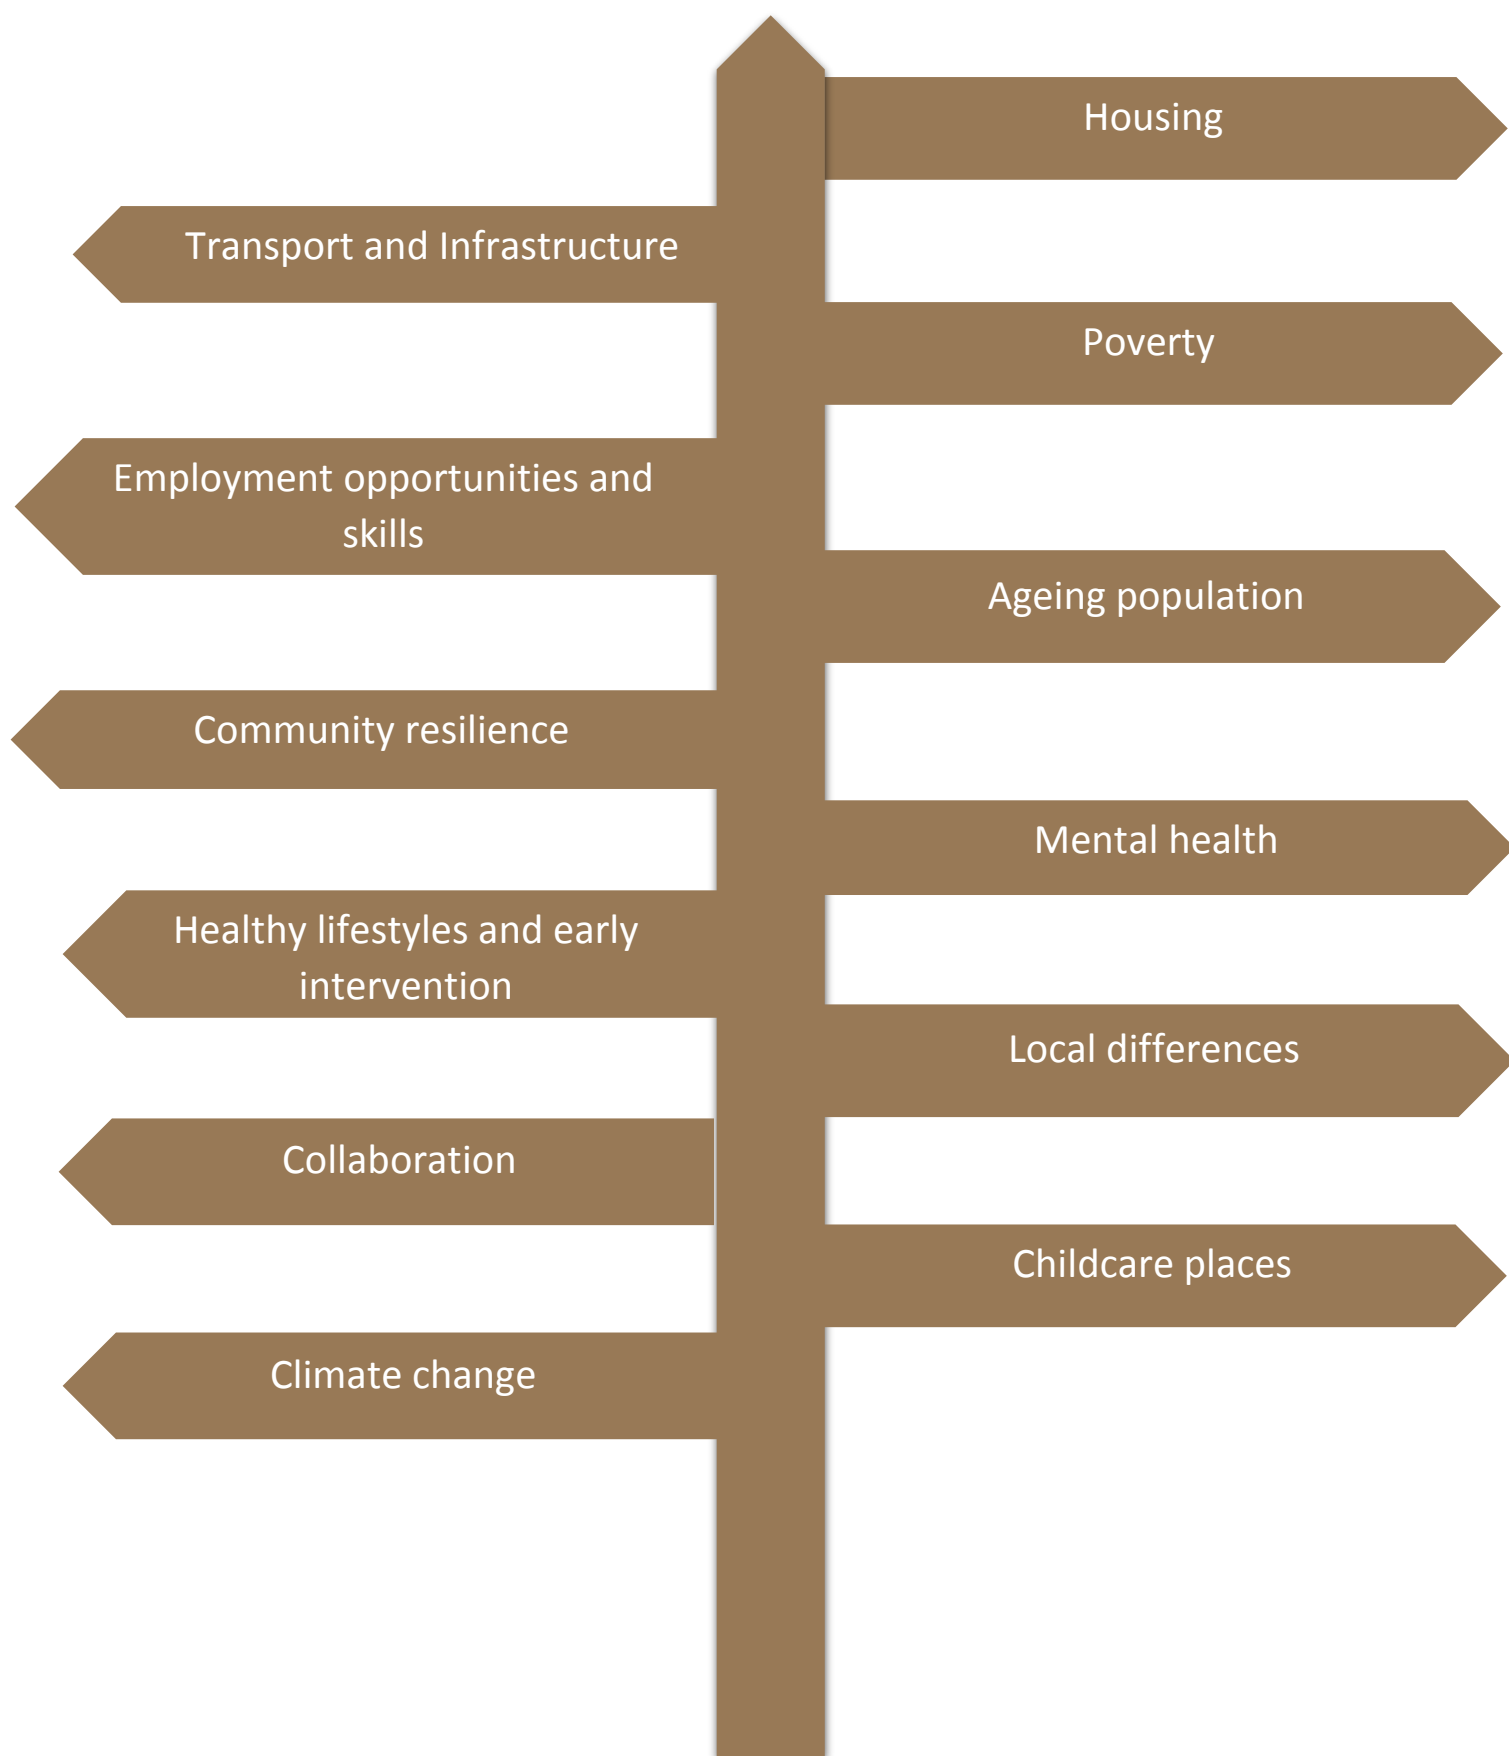 Housing
Transport and Infrastructure
Poverty
Employment opportunities and
skills
Ageing population
Community resilience
Mental health
Healthy lifestyles and early
intervention
Local differences
Collaboration
Childcare places
Climate change